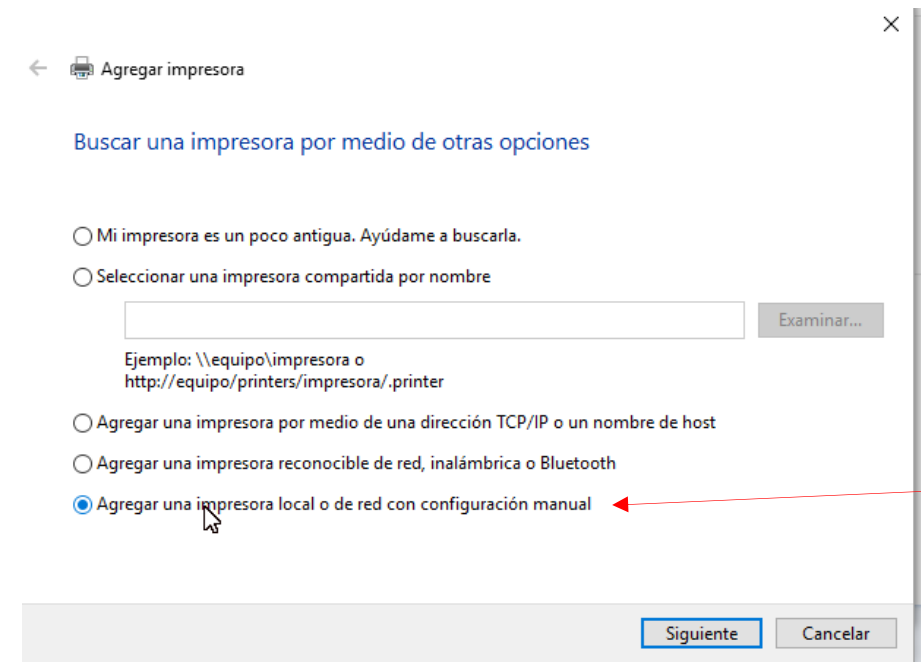 Agregar impresora
Buscar una impresora por medio de otras opciones
Mi impresora es un poco antigua. Ayúdame a buscarla.
Seleccionar una impresora compartida por nombre
Examinar...
Ejemplo: \\equipo\impresora o
http://equipo/printers/impresora/.printer
Agregar una impresora por medio de una dirección TCP/IP o un nombre de host
Agregar una impresora reconocible de red, inalámbrica o Bluetooth
Agregar una impresora local o de red con configuración manual
Siguiente
Cancelar